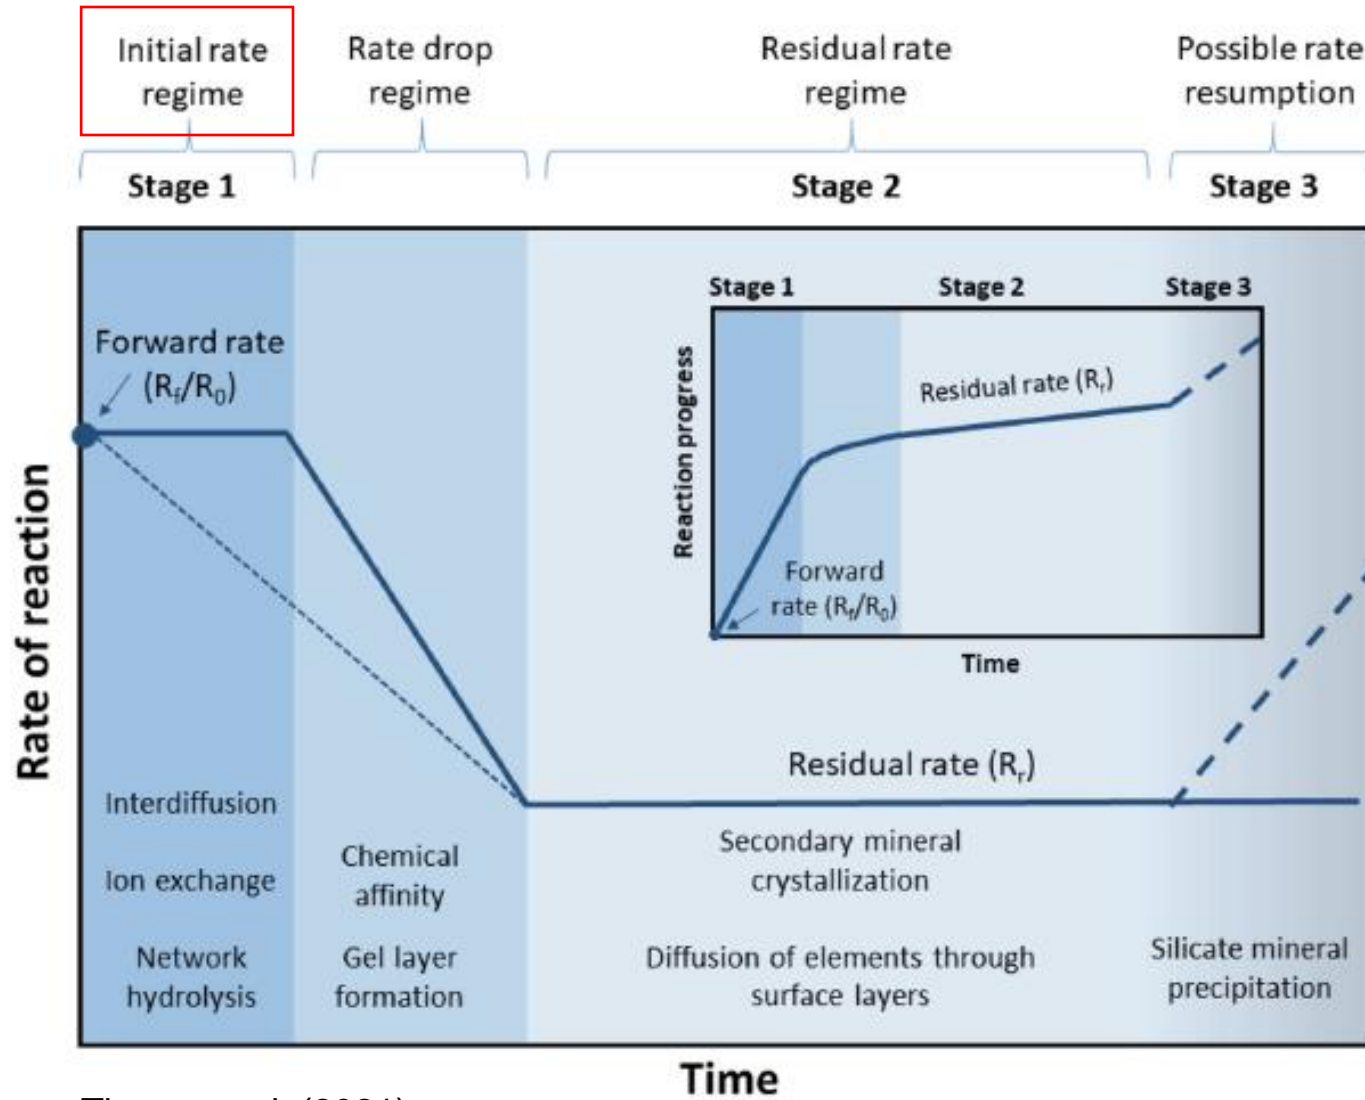 Initial rate
regime
Rate drop
regime
Residual rate
regime
Possible rate
resumption
Stage 1
Stage 2
Stage 3
Forward rate
(Rf/R0)
Stage 1
Stage 2
Stage 3
Reaction progress
Residual rate (Rr)
Forward
rate (Rf/R0)
Time
Rate of reaction
Residual rate (Rr)
Interdiffusion
Ion exchange
Network
hydrolysis
Chemical
affinity
Gel layer
formation
Secondary mineral
crystallization
Diffusion of elements through
surface layers
Silicate mineral
precipitation
Time
(2021)